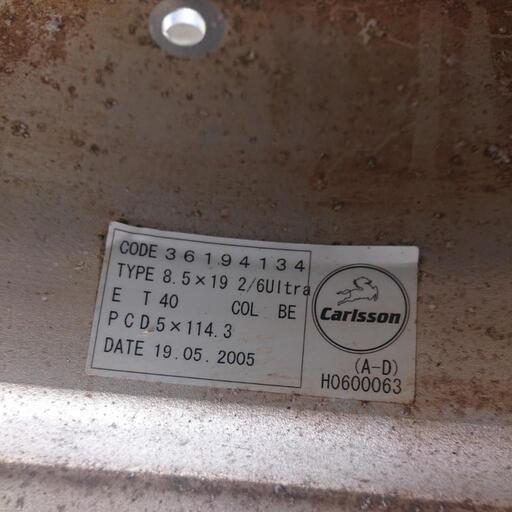 CODE 36194134
TYPE 8.5×19 2/6Ultra
E T 40 COL BE
P C D 5×114.3
DATE 19.05.2005
Carlsson
(A-D)
H0600063